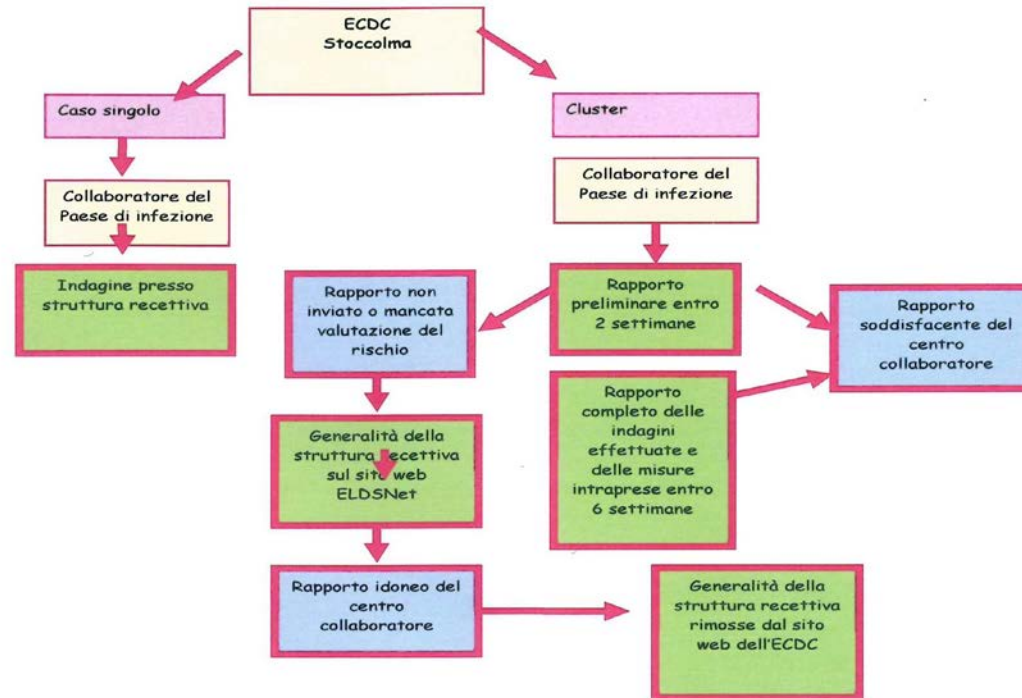 ECDC
Stoccolma
Caso singolo
Cluster
Collaboratore del
Paese di infezione
Collaboratore del
Paese di infezione
Indagine presso
struttura recettiva
Rapporto non
inviato o mancata
valutazione del
rischio
Rapporto
preliminare entro
2 settimane
Rapporto
soddisfacente del
centro
collaboratore
Generalità della
struttura recettiva
sul sito web
ELDSNet
Rapporto
completo delle
indagini
effettuate e
delle misure
intraprese entro
6 settimane
Rapporto idoneo del
centro
collaboratore
Generalità della
struttura recettiva
rimosse dal sito
web dell'ECDC